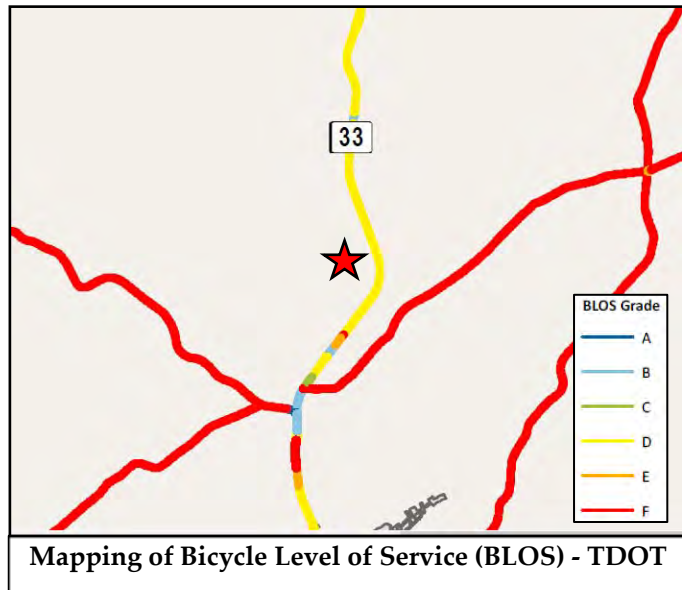 33
BLOS Grade
A
B
C
D
E
F
Mapping of Bicycle Level of Service (BLOS) - TDOT